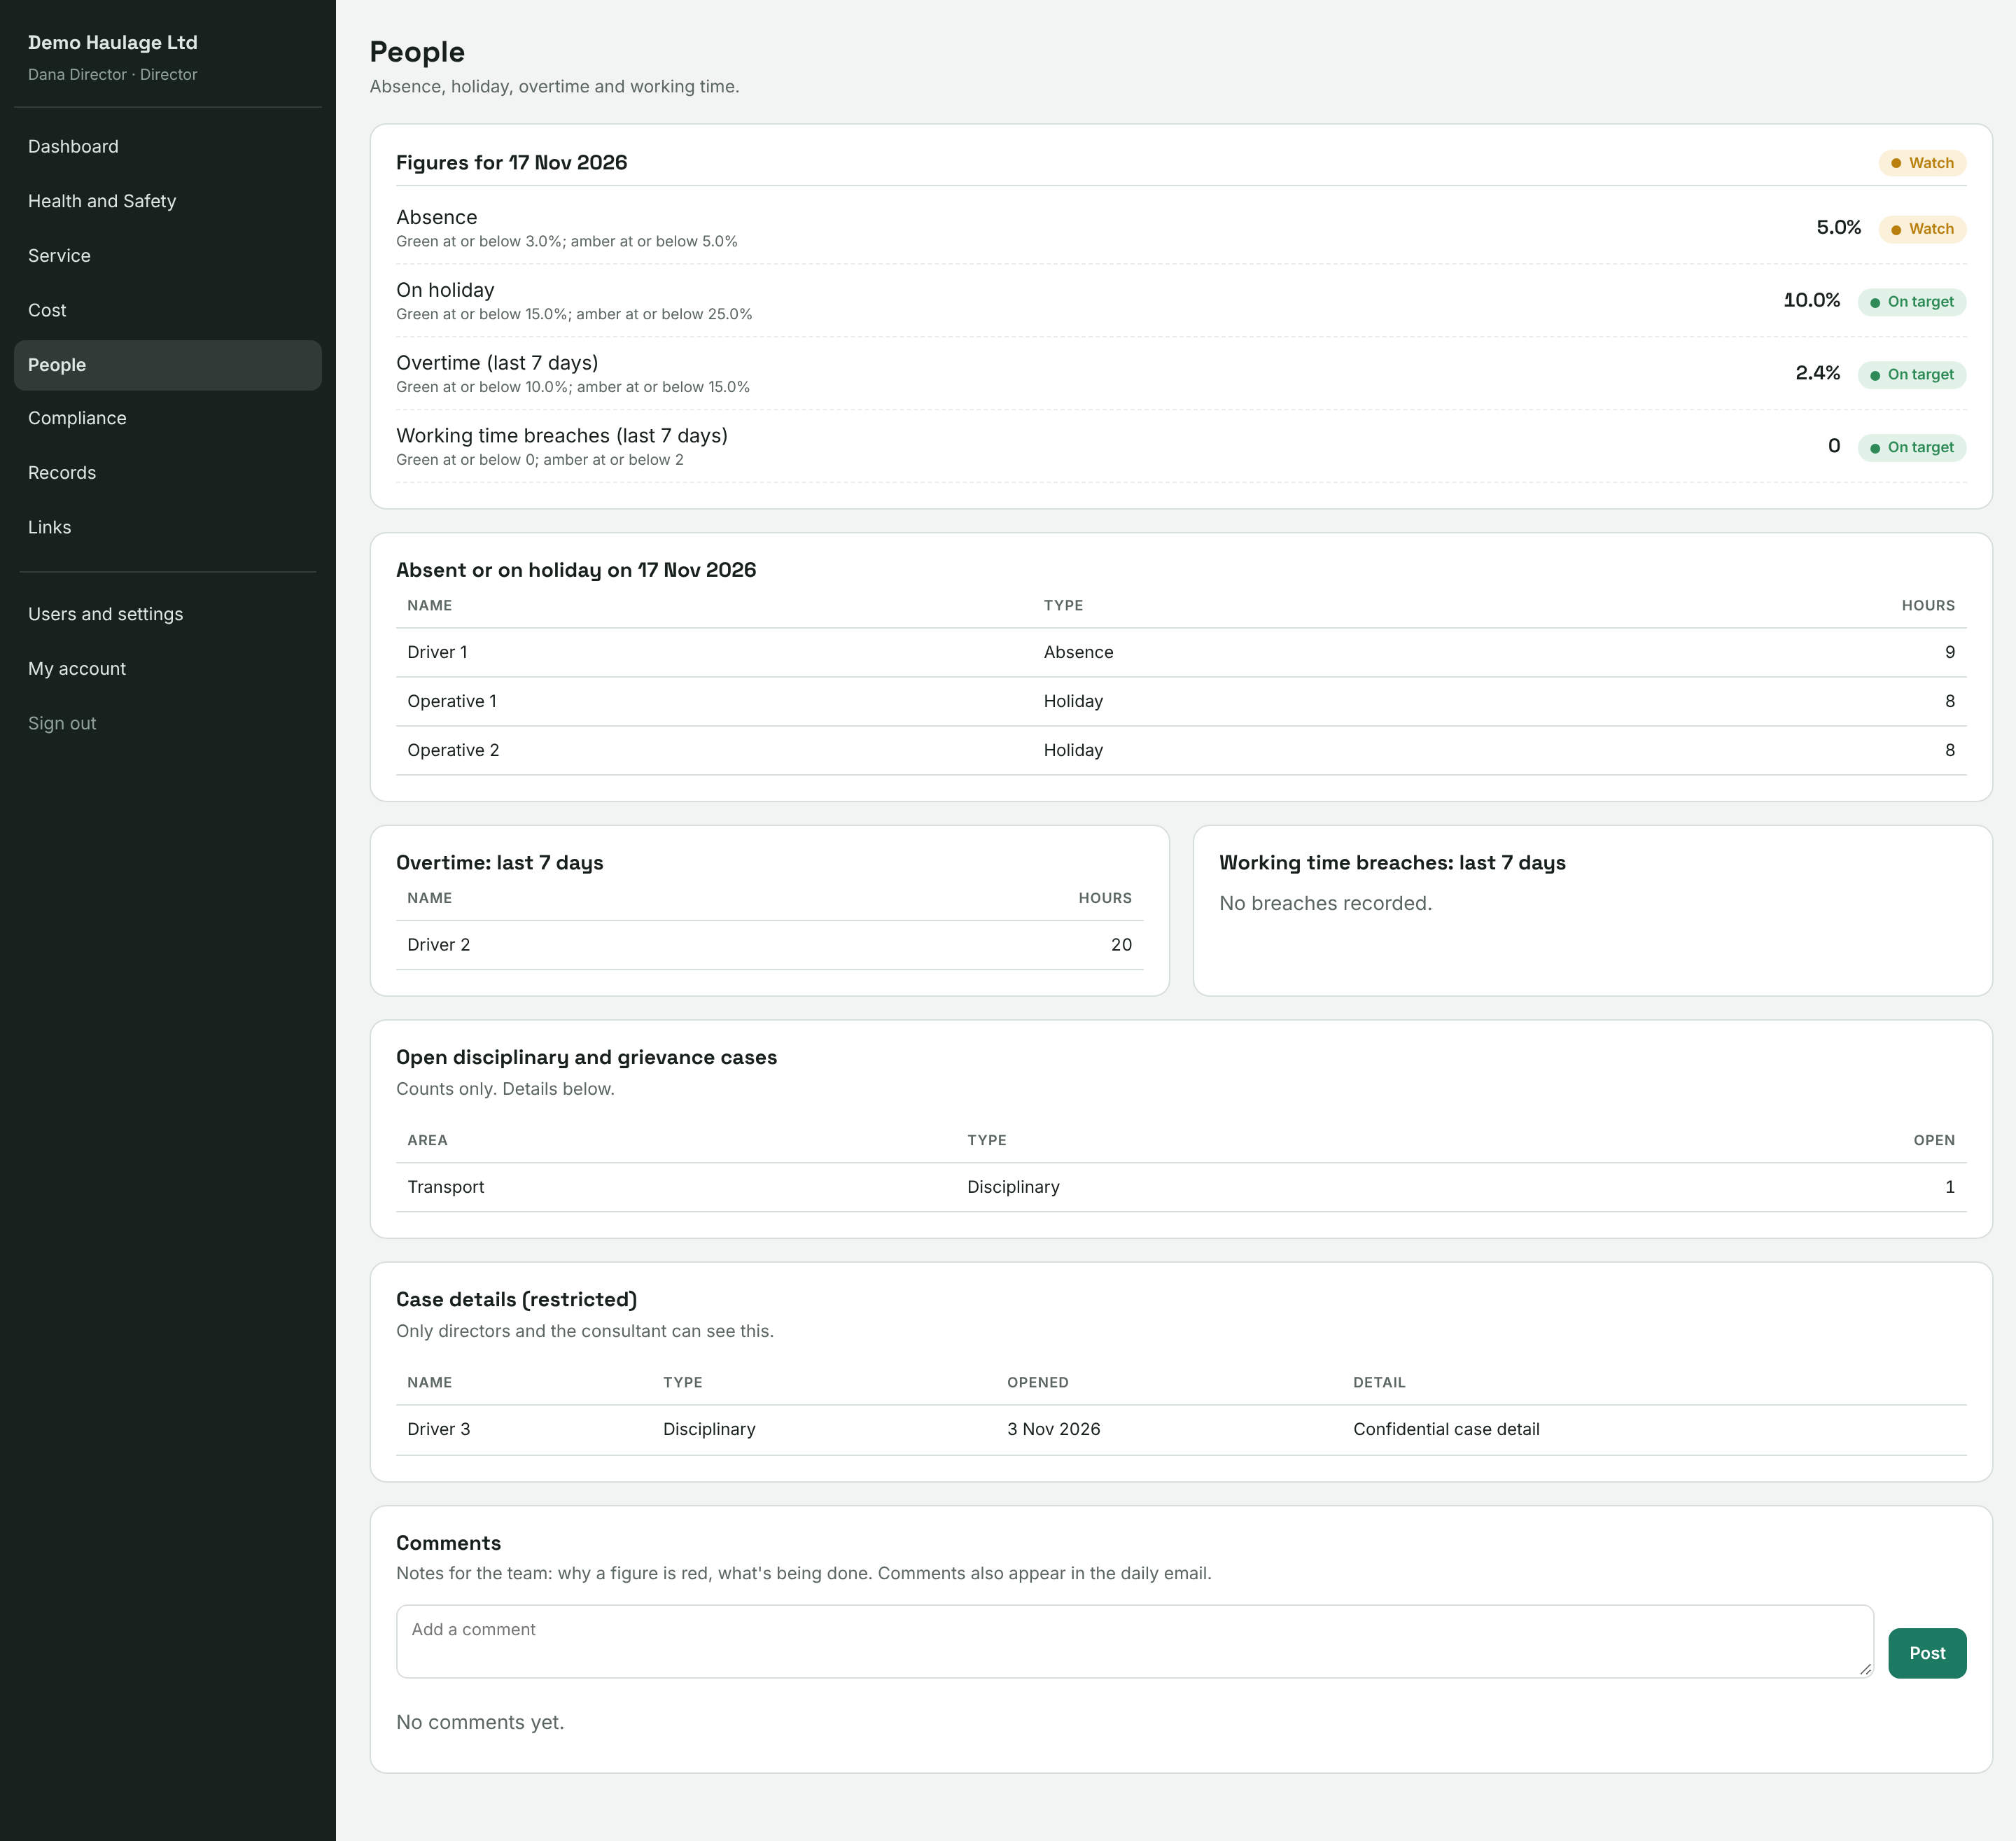 Demo Haulage Ltd
Dana Director · Director
Dashboard
Health and Safety
Service
Cost
People
Compliance
Records
Links
Users and settings
My account
Sign out
People
Absence, holiday, overtime and working time.
Figures for 17 Nov 2026
Watch
Absence
Green at or below 3.0%; amber at or below 5.0%
5.0%
Watch
On holiday
Green at or below 15.0%; amber at or below 25.0%
10.0%
On target
Overtime (last 7 days)
Green at or below 10.0%; amber at or below 15.0%
2.4%
On target
Working time breaches (last 7 days)
Green at or below 0; amber at or below 2
0
On target
Absent or on holiday on 17 Nov 2026
NAME TYPE HOURS
Driver 1 Absence 9
Operative 1 Holiday 8
Operative 2 Holiday 8
Overtime: last 7 days
NAME HOURS
Driver 2 20
Working time breaches: last 7 days
No breaches recorded.
Open disciplinary and grievance cases
Counts only. Details below.
AREA TYPE OPEN
Transport Disciplinary 1
Case details (restricted)
Only directors and the consultant can see this.
NAME TYPE OPENED DETAIL
Driver 3 Disciplinary 3 Nov 2026 Confidential case detail
Comments
Notes for the team: why a figure is red, what's being done. Comments also appear in the daily email.
Add a comment
Post
No comments yet.